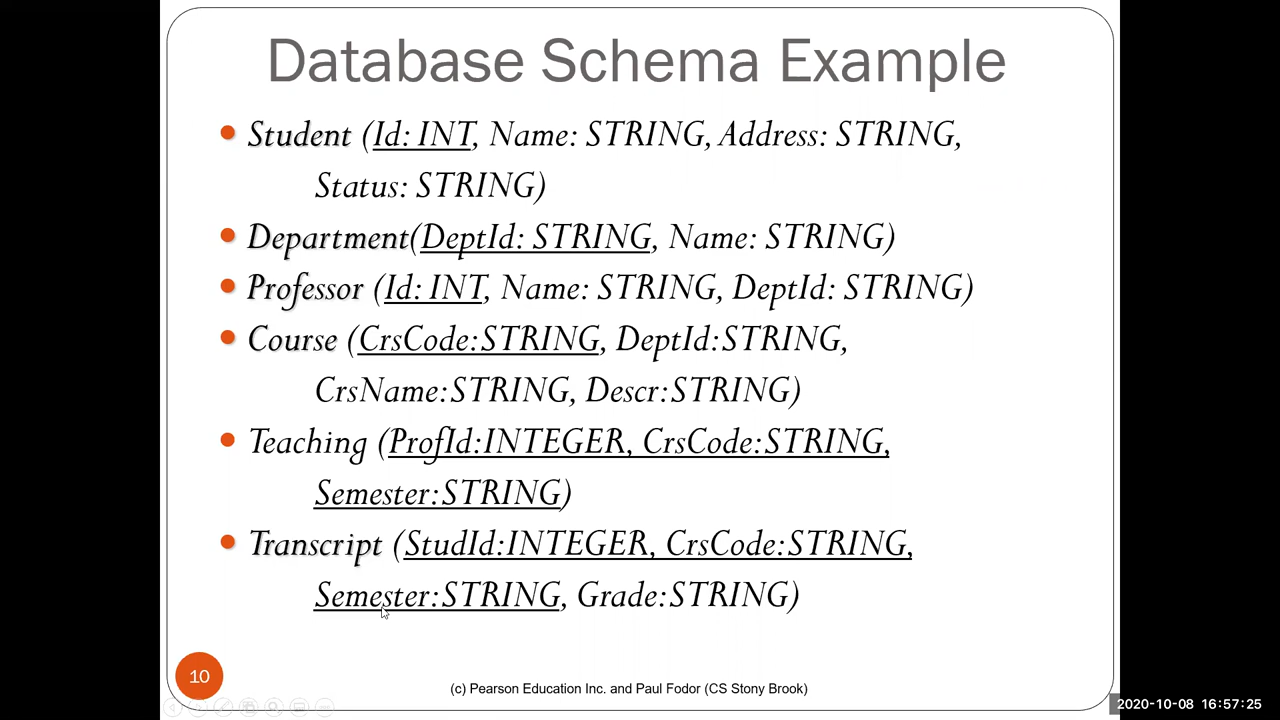 Database Schema Example
Student (Id: INT, Name: STRING, Address: STRING,
Status: STRING)
Department(DeptId: STRING, Name: STRING)
Professor (Id: INT, Name: STRING, DeptId: STRING)
Course (CrsCode:STRING, DeptId:STRING,
CrsName:STRING, Descr:STRING)
Teaching (ProfId:INTEGER, CrsCode:STRING,
Semester:STRING)
Transcript (StudId:INTEGER, CrsCode:STRING,
Semester:STRING, Grade:STRING)
10
(c) Pearson Education Inc. and Paul Fodor (CS Stony Brook)
2020-10-08 16:57:25